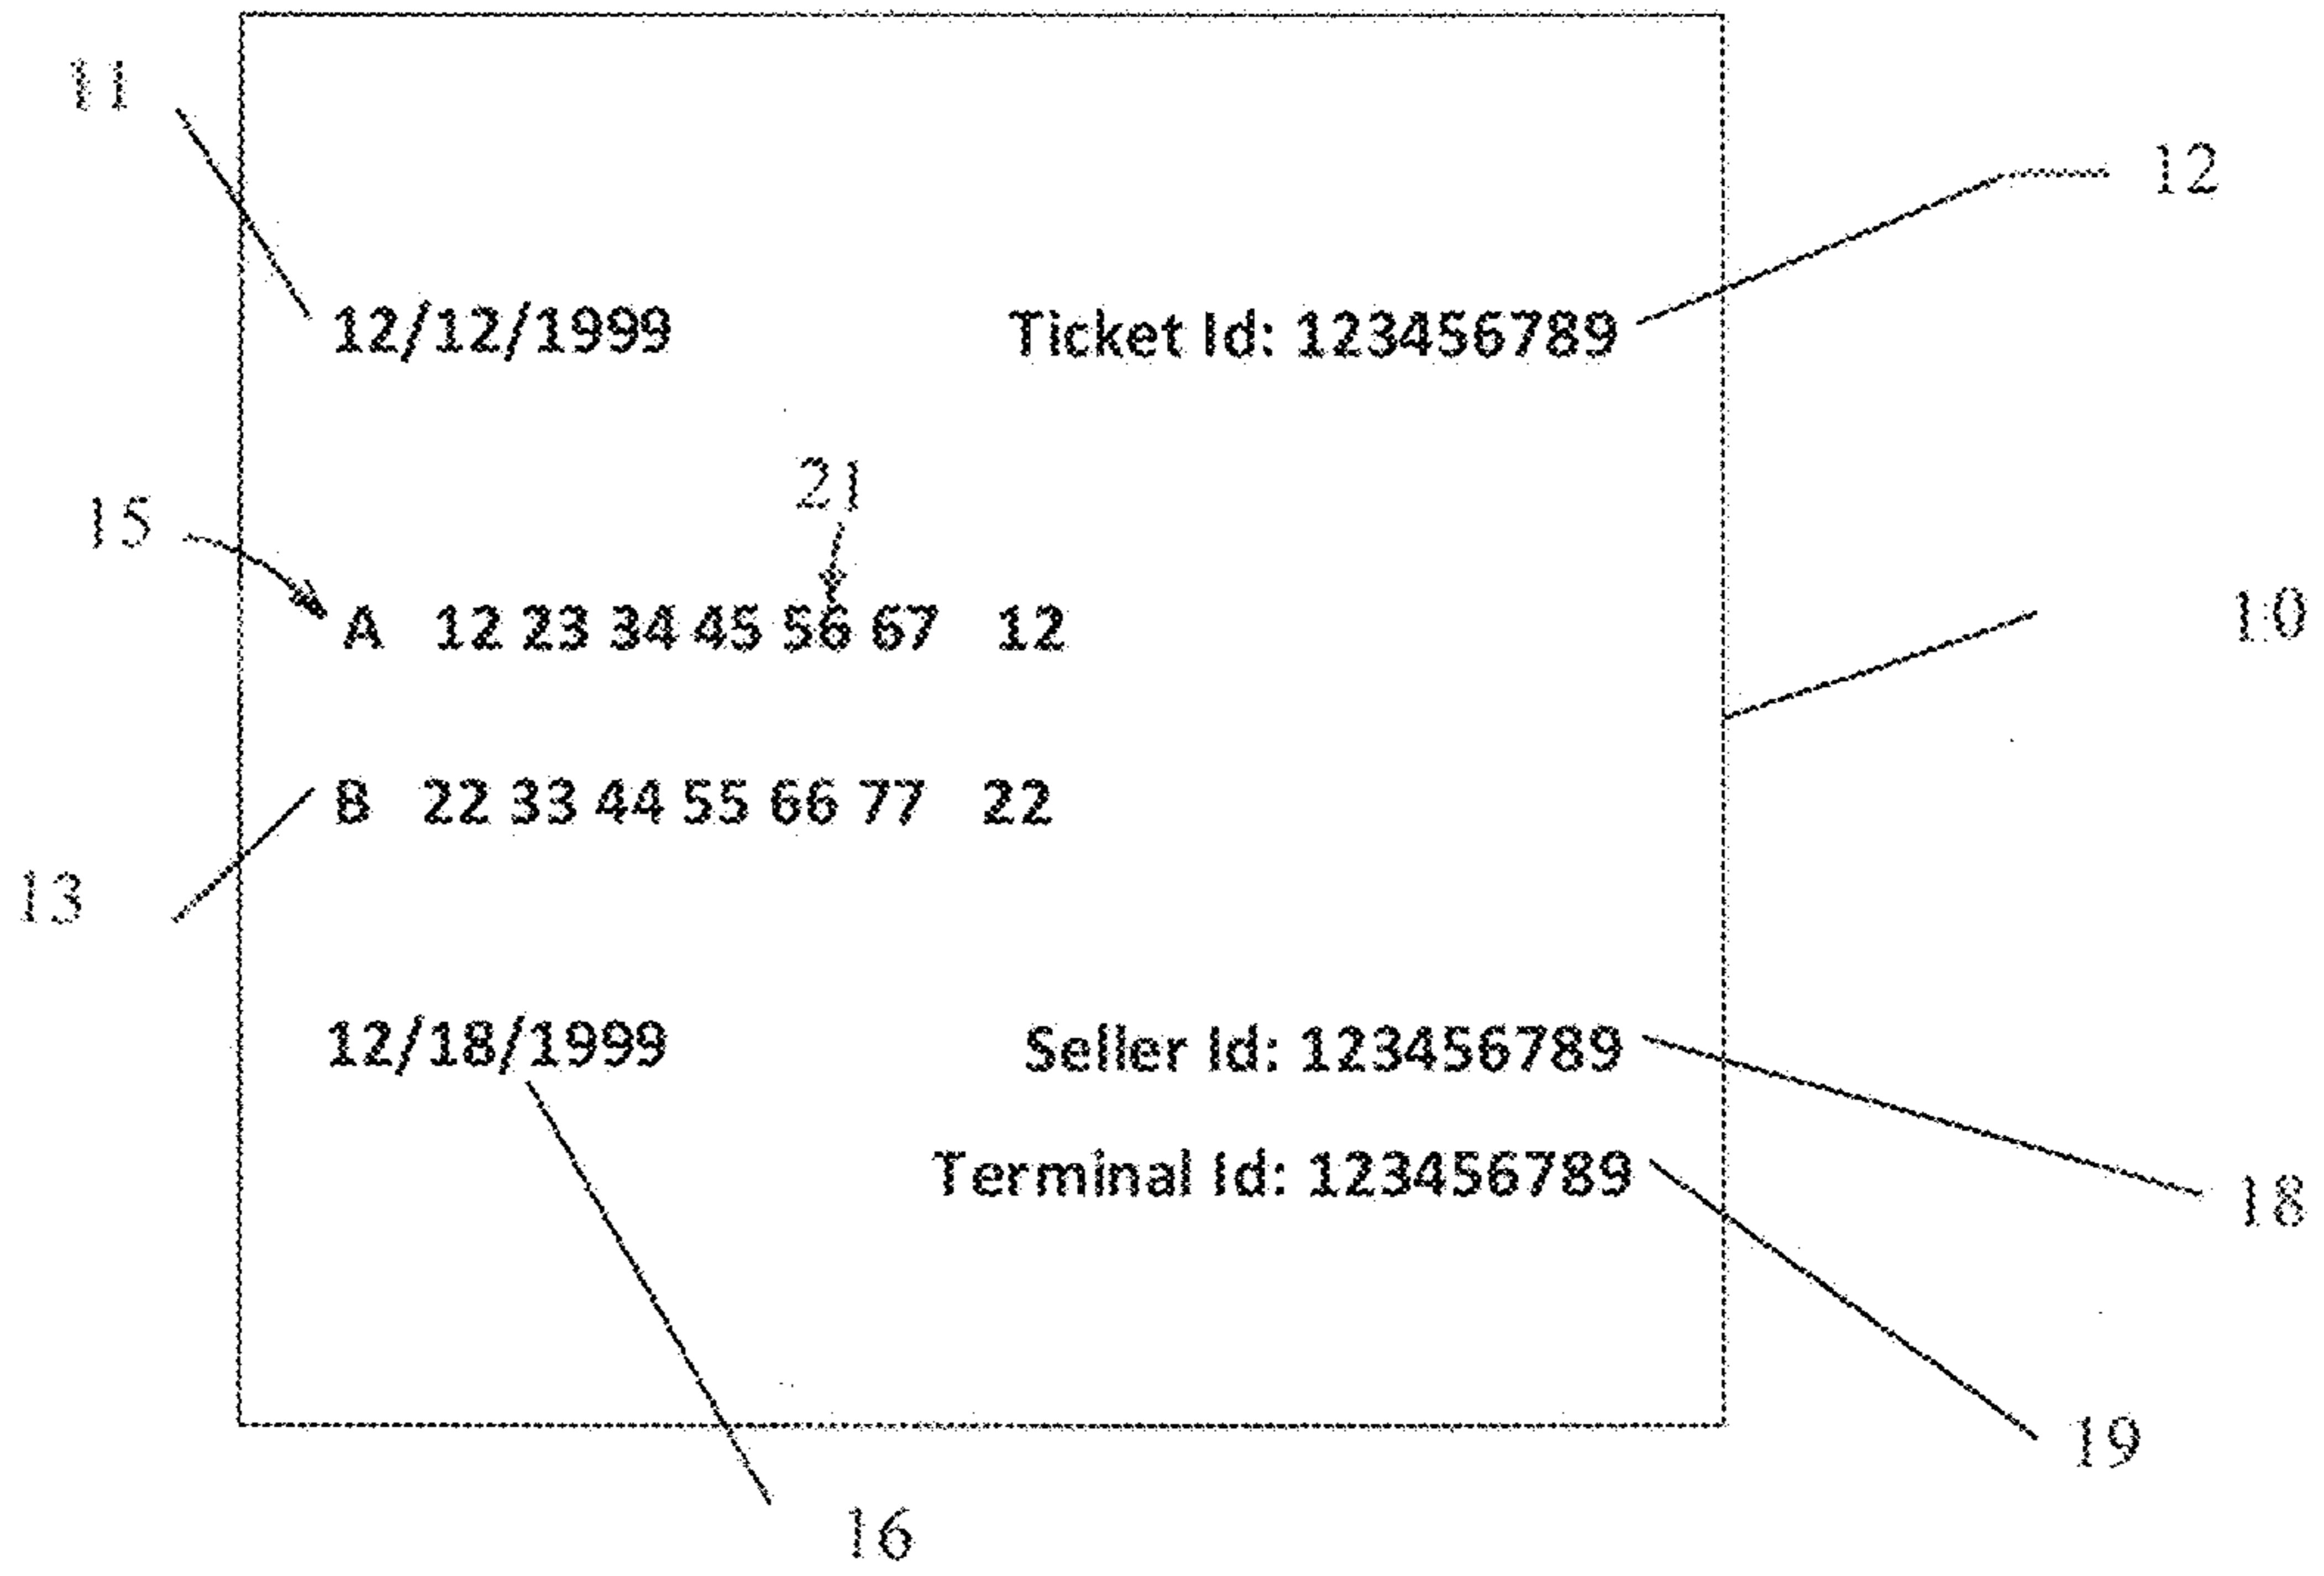 11
12
12/12/1999 Ticket Id: 123456789
21
15
A 12 23 34 45 56 67 12
10
B 22 33 44 55 66 77 22
13
12/18/1999 Seller Id: 123456789
Terminal Id: 123456789
18
19
16